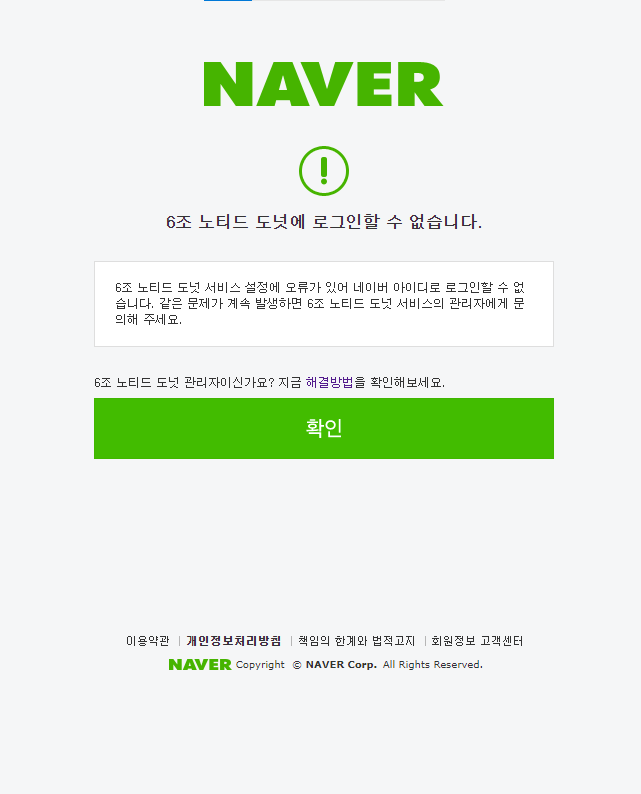 NAVER
6조 노티드 도넛에 로그인할 수 없습니다.
6조 노티드 도넛 서비스 설정에 오류가 있어 네이버 아이디로 로그인할 수 없
습니다. 같은 문제가 계속 발생하면 6조 노티드 도넛 서비스의 관리자에게 문
의해 주세요.
6조 노티드 도넛 관리자이신가요? 지금 해결방법을 확인해보세요.
확인
이용약관 | 개인정보처리방침 | 책임의 한계와 법적고지 | 회원정보 고객센터
NAVER Copyright © NAVER Corp. All Rights Reserved.